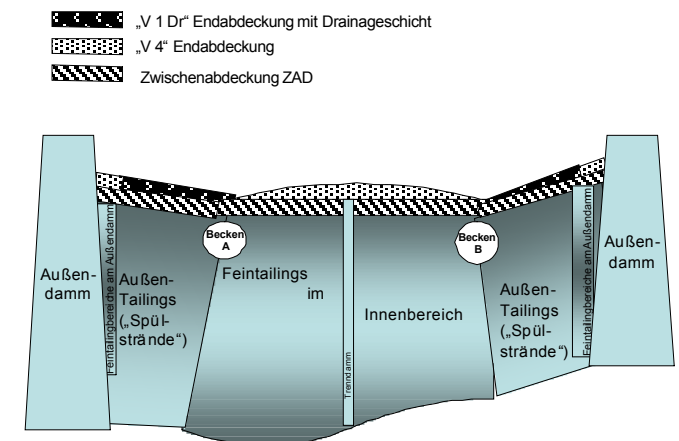 „V 1 Dr“ Endabdeckung mit Drainageschicht
„V 4“ Endabdeckung
Zwischenabdeckung ZAD
Becken
A
Becken
B
Außen-
damm
Feintailingbereiche am Außendamm
Außen-
Tailings
(„Spül-
strände“)
Feintailings
im
Trenndamm
Innenbereich
Außen-
Tailings
(„Spül-
strände“)
Feintailingbereiche am Außendamm
Außen-
damm